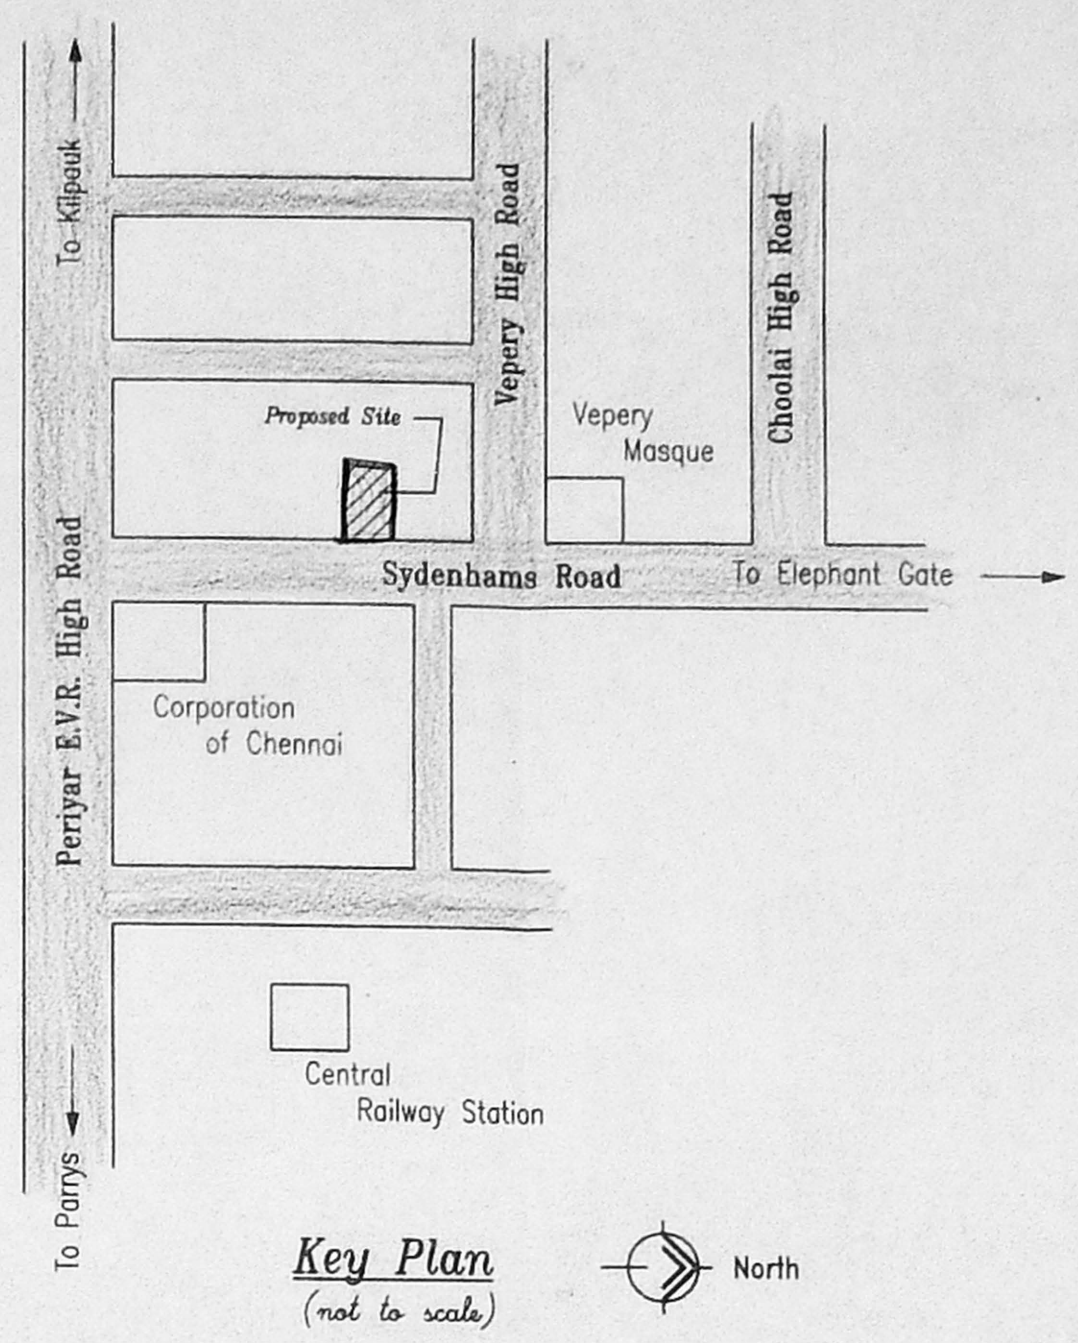 To Kilpauk
Vepery High Road
Choolai High Road
Proposed Site
Vepery
Masque
Periyar E.V.R. High Road
Sydenhams Road
To Elephant Gate
Corporation
of Chennai
Central
Railway Station
To Parrys
Key Plan
(not to scale)
North